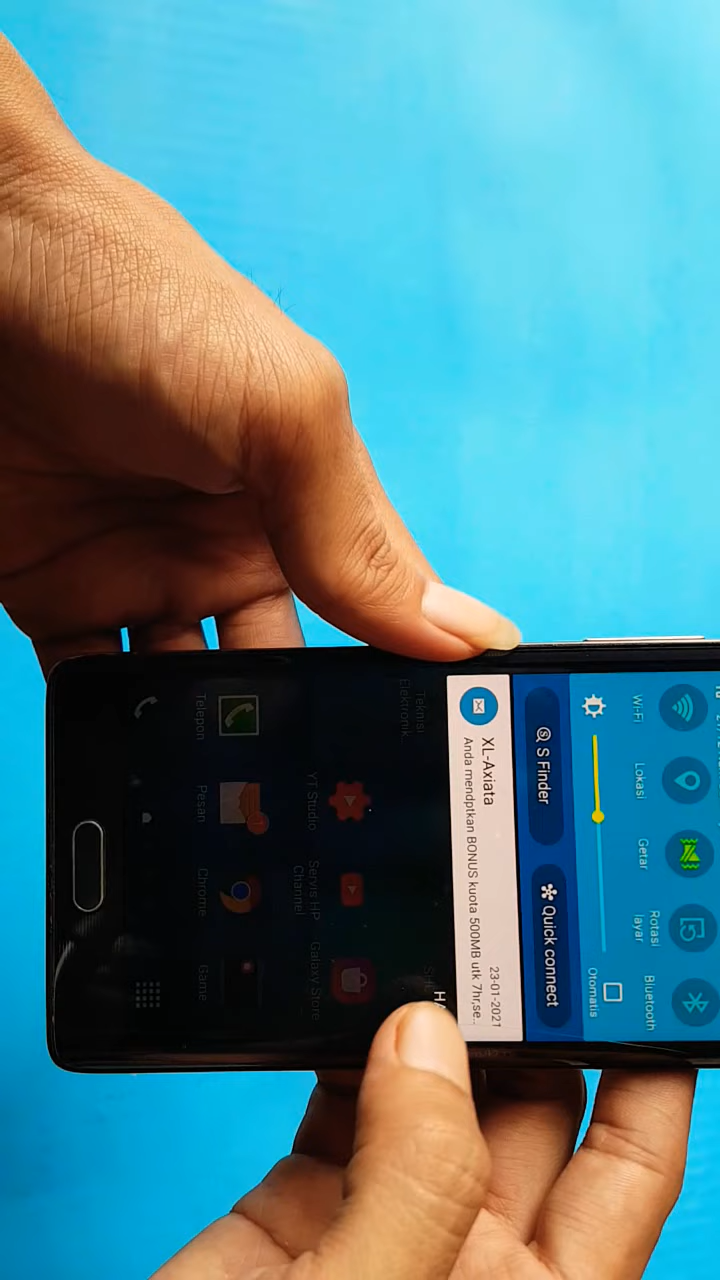 Wi-Fi
Lokasi
Getar
Rotasi
layar
Bluetooth
Otomatis
S Finder
Quick connect
XL-Axiata
23-01-2021
Anda mendptkan BONUS kuota 500MB utk 7hr,se..
Teknisi
Elektronik..
YT Studio
Servis HP
Channel
Galaxy Store
Telepon
Pesan
Chrome
Game